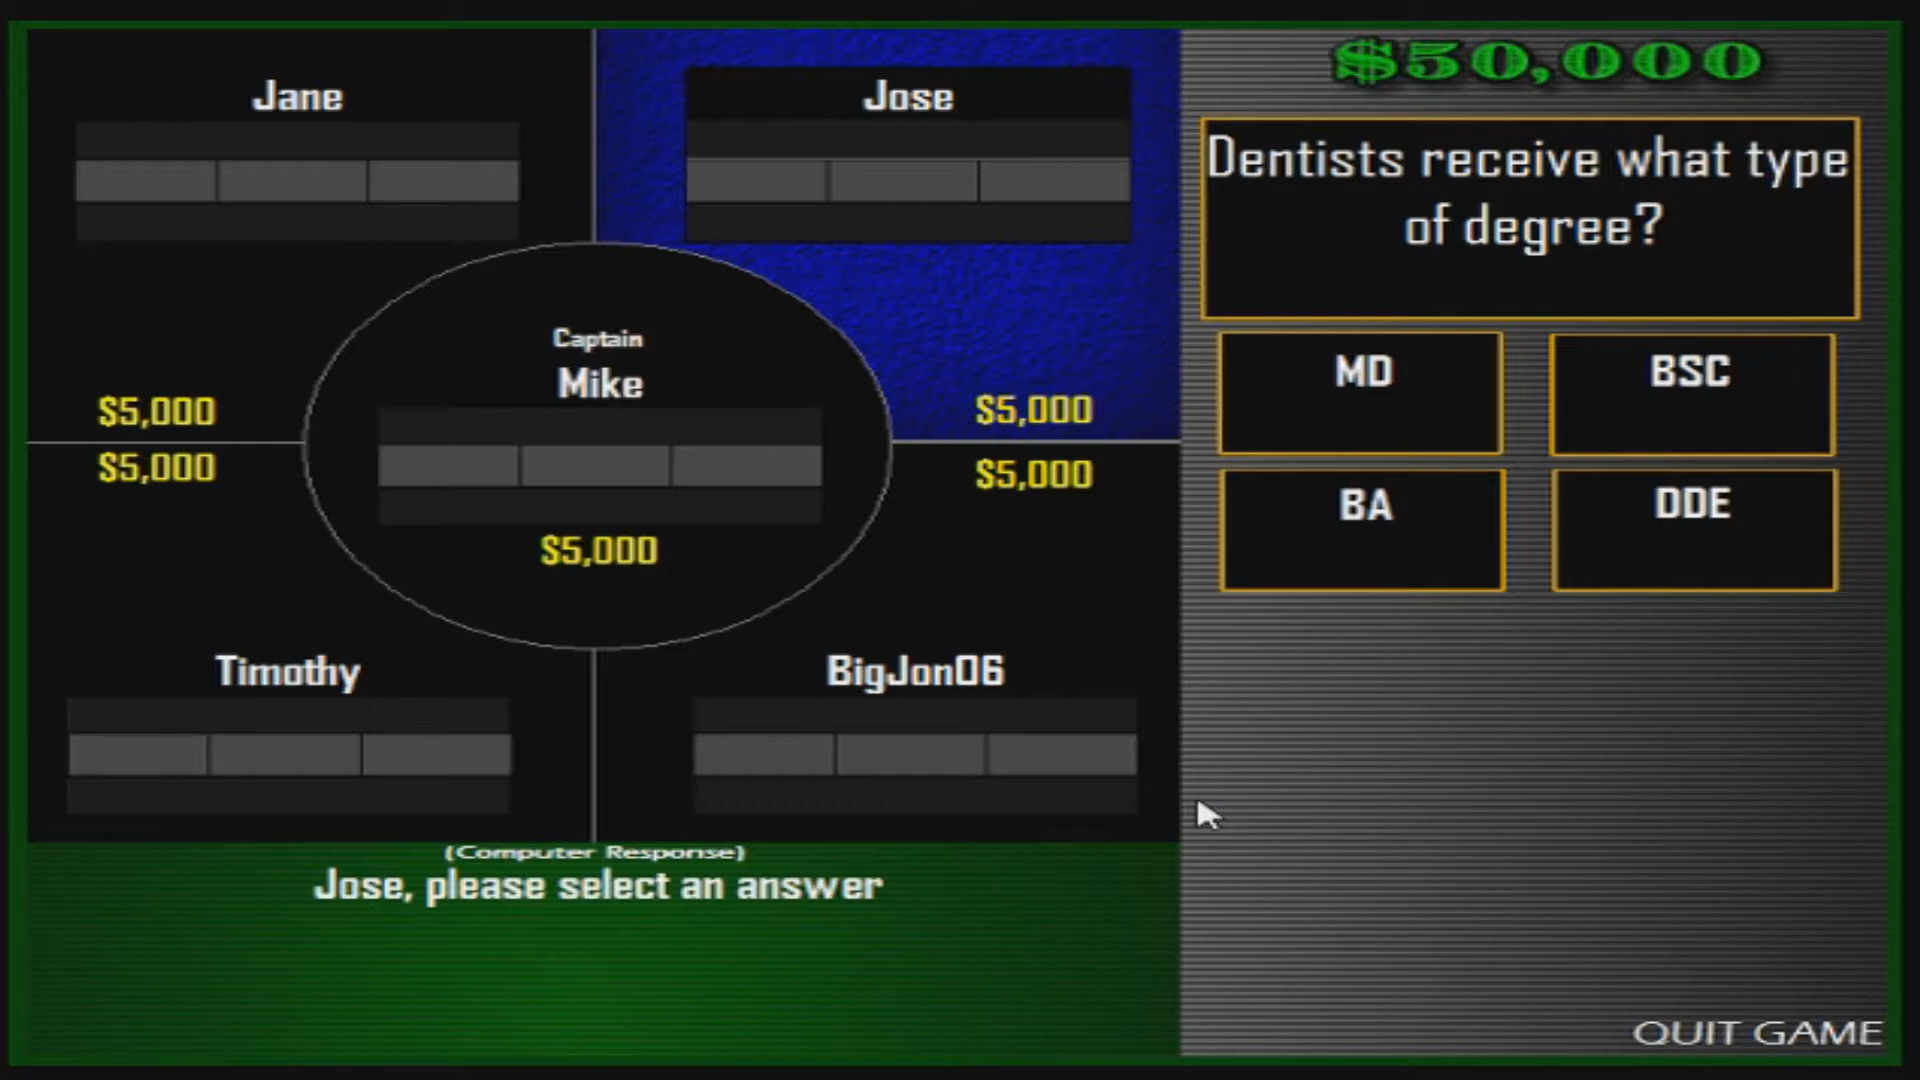 Jane
Jose
$50,000
Dentists receive what type
of degree?
MD
BSC
BA
DDE
Captain
Mike
$5,000
$5,000
$5,000
$5,000
$5,000
Timothy
BigJon06
(Computer Response)
Jose, please select an answer
QUIT GAME